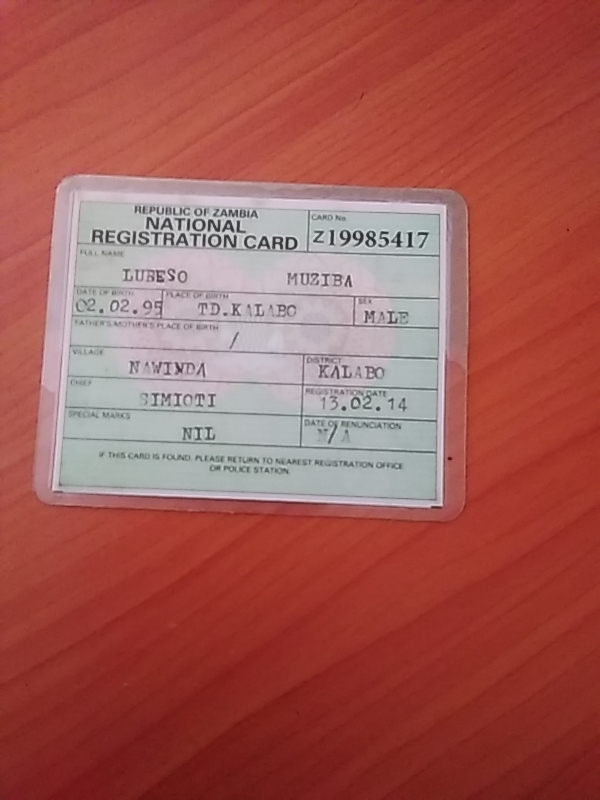 REPUBLIC OF ZAMBIA
NATIONAL
REGISTRATION CARD
CARD No.
Z19985417
FULL NAME
LUBESO MUZIBA
DATE OF BIRTH PLACE OF BIRTH SEX
02.02.95 TD.KALABO MALE
FATHER'S/MOTHER'S PLACE OF BIRTH
/
VILLAGE DISTRICT
NAWINDA KALABO
CHIEF REGISTRATION DATE
SIMIOTI 13.02.14
SPECIAL MARKS DATE OF RENUNCIATION
NIL N/A
IF THIS CARD IS FOUND, PLEASE RETURN TO NEAREST REGISTRATION OFFICE
OR POLICE STATION.